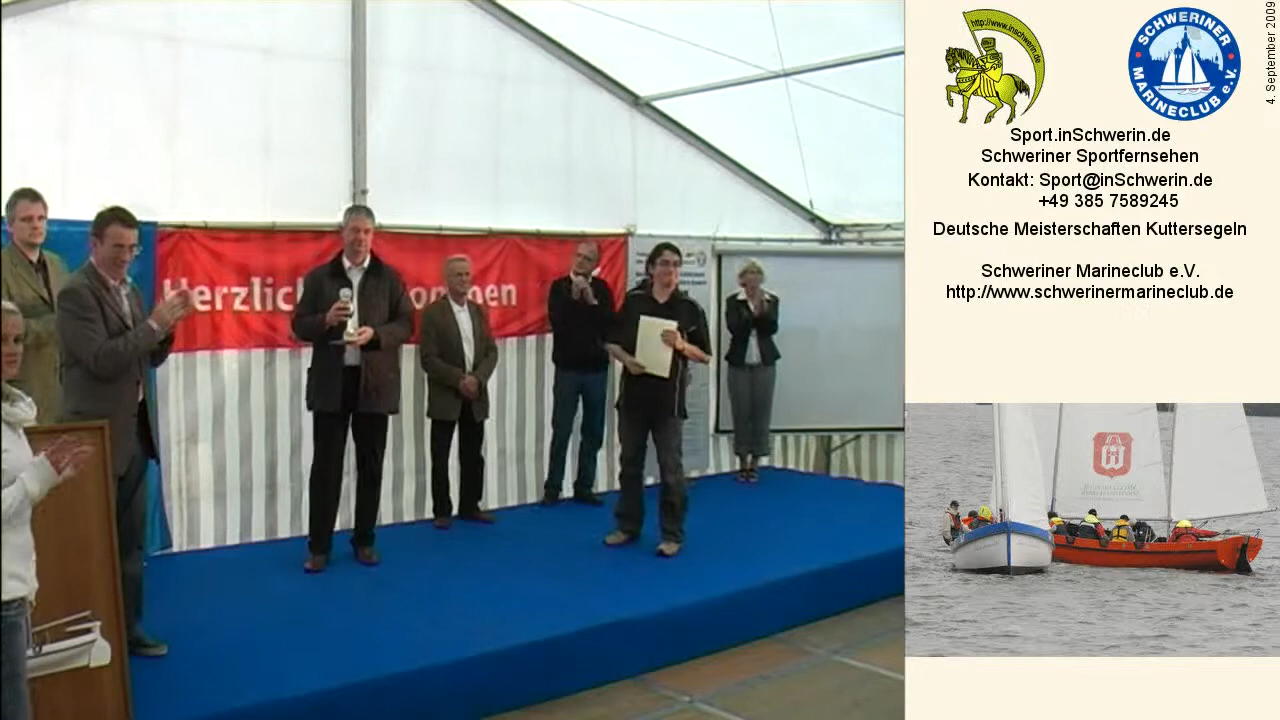 Herzlic
ommen
http://www.inschwerin.de
SCHWERINER
MARINECLUB e.V.
4. September 2009
Sport.inSchwerin.de
Schweriner Sportfernsehen
Kontakt: Sport@inSchwerin.de
+49 385 7589245
Deutsche Meisterschaften Kuttersegeln
Schweriner Marineclub e.V.
http://www.schwerinermarineclub.de